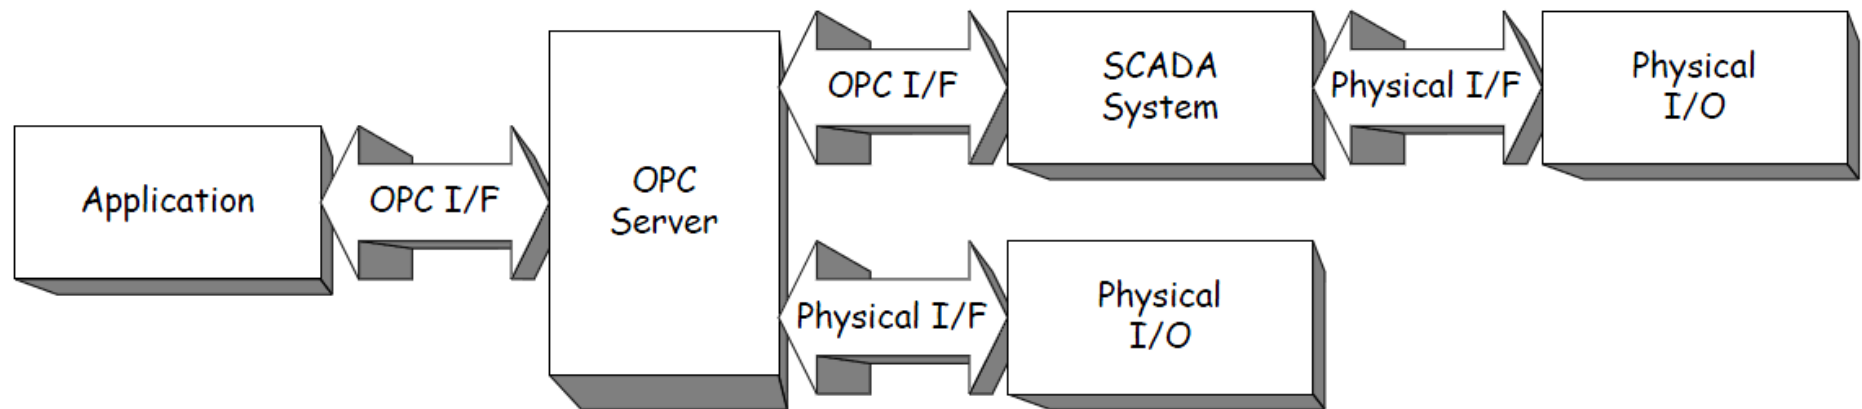 Application
OPC I/F
OPC
Server
OPC I/F
SCADA
System
Physical I/F
Physical
I/O
Physical I/F
Physical
I/O